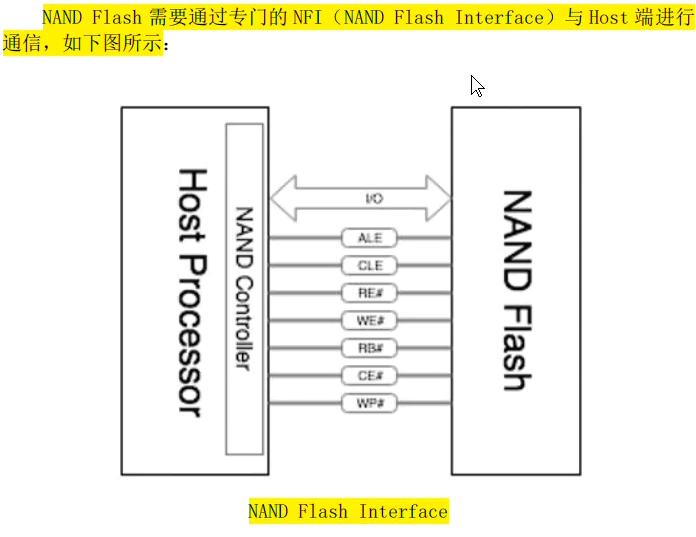 NAND Flash 需要通过专门的 NFI（NAND Flash Interface）与 Host 端进行
通信，如下图所示：
Host Processor
NAND Controller
I/O
ALE
CLE
RE#
WE#
RB#
CE#
WP#
NAND Flash
NAND Flash Interface